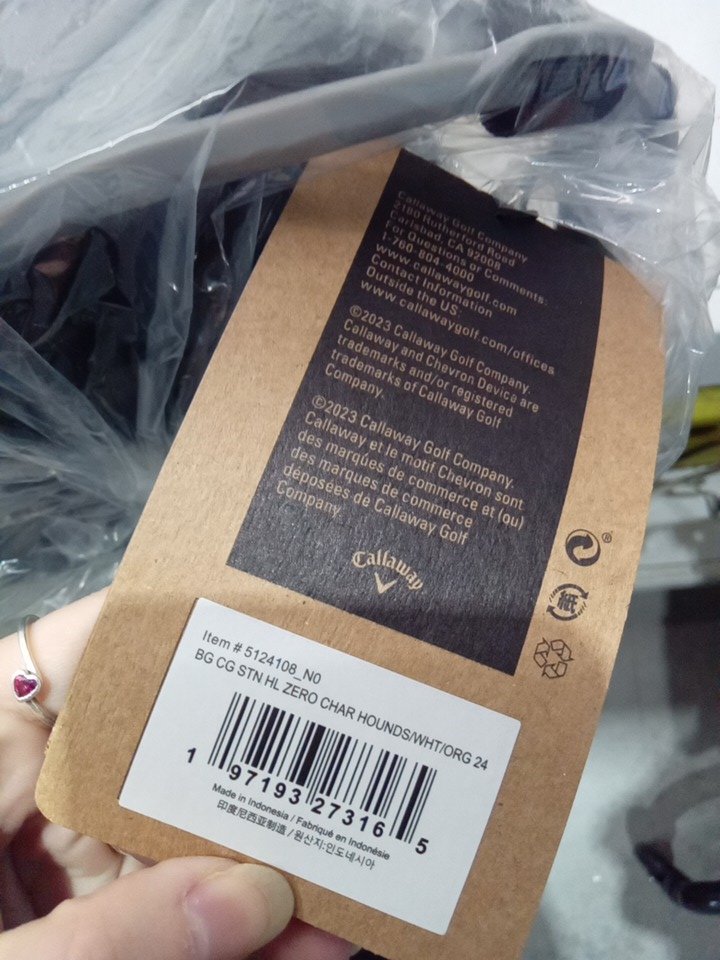 Callaway Golf Company
2180 Rutherford Road
Carlsbad, CA 92008
For Questions or Comments:
1.760.804.4000
www.callawaygolf.com
Contact Information
Outside the US:
www.callawaygolf.com/offices
©2023 Callaway Golf Company.
Callaway and Chevron Device are
trademarks and/or registered
trademarks of Callaway Golf
Company.
©2023 Callaway Golf Company.
Callaway et le motif Chevron sont
des marques de commerce et (ou)
des marques de commerce
déposées de Callaway Golf
Company.
Callaway
®
紙
Item # 5124108_N0
BG CG STN HL ZERO CHAR HOUNDS/WHT/ORG 24
1 97193 27316 5
Made in Indonesia / Fabriqué en Indonésie
印度尼西亚制造 / 원산지:인도네시아